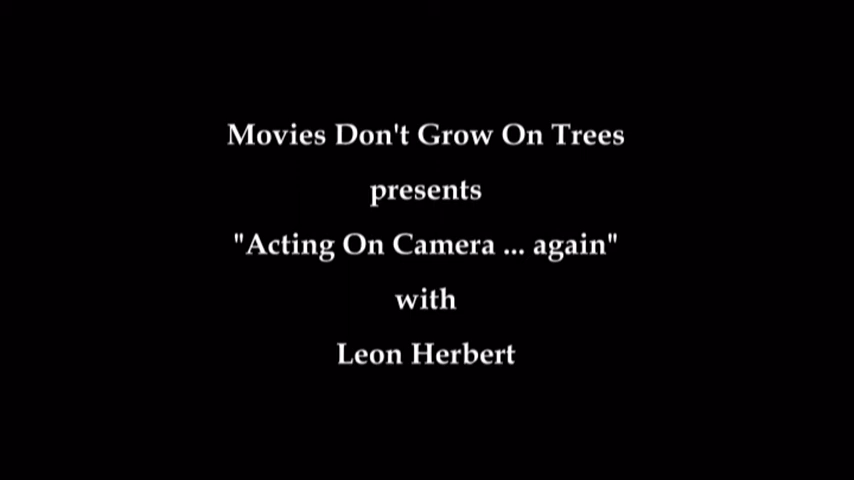 Movies Don't Grow On Trees
presents
"Acting On Camera ... again"
with
Leon Herbert